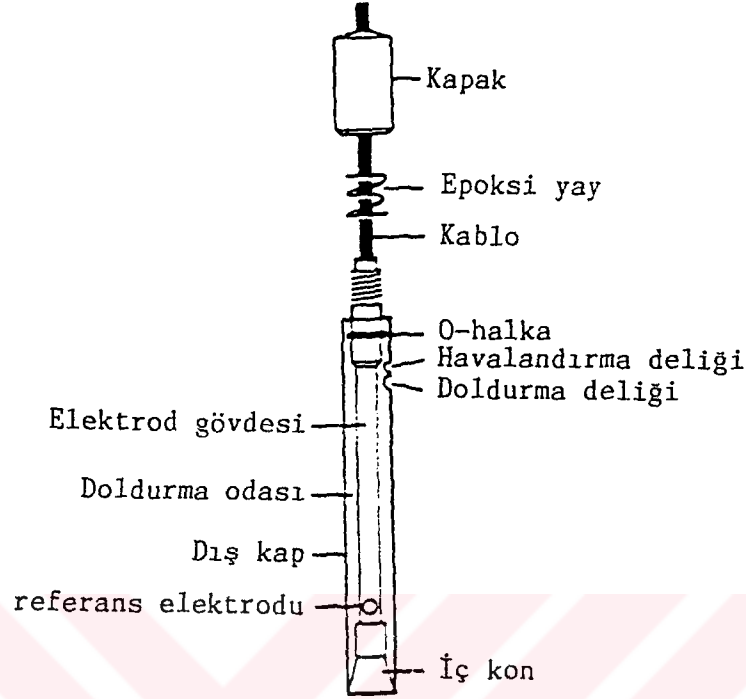 Kapak
Epoksi yay
Kablo
O-halka
Havalandırma deliği
Doldurma deliği
Elektrod gövdesi
Doldurma odası
Dış kap
referans elektrodu
İç kon